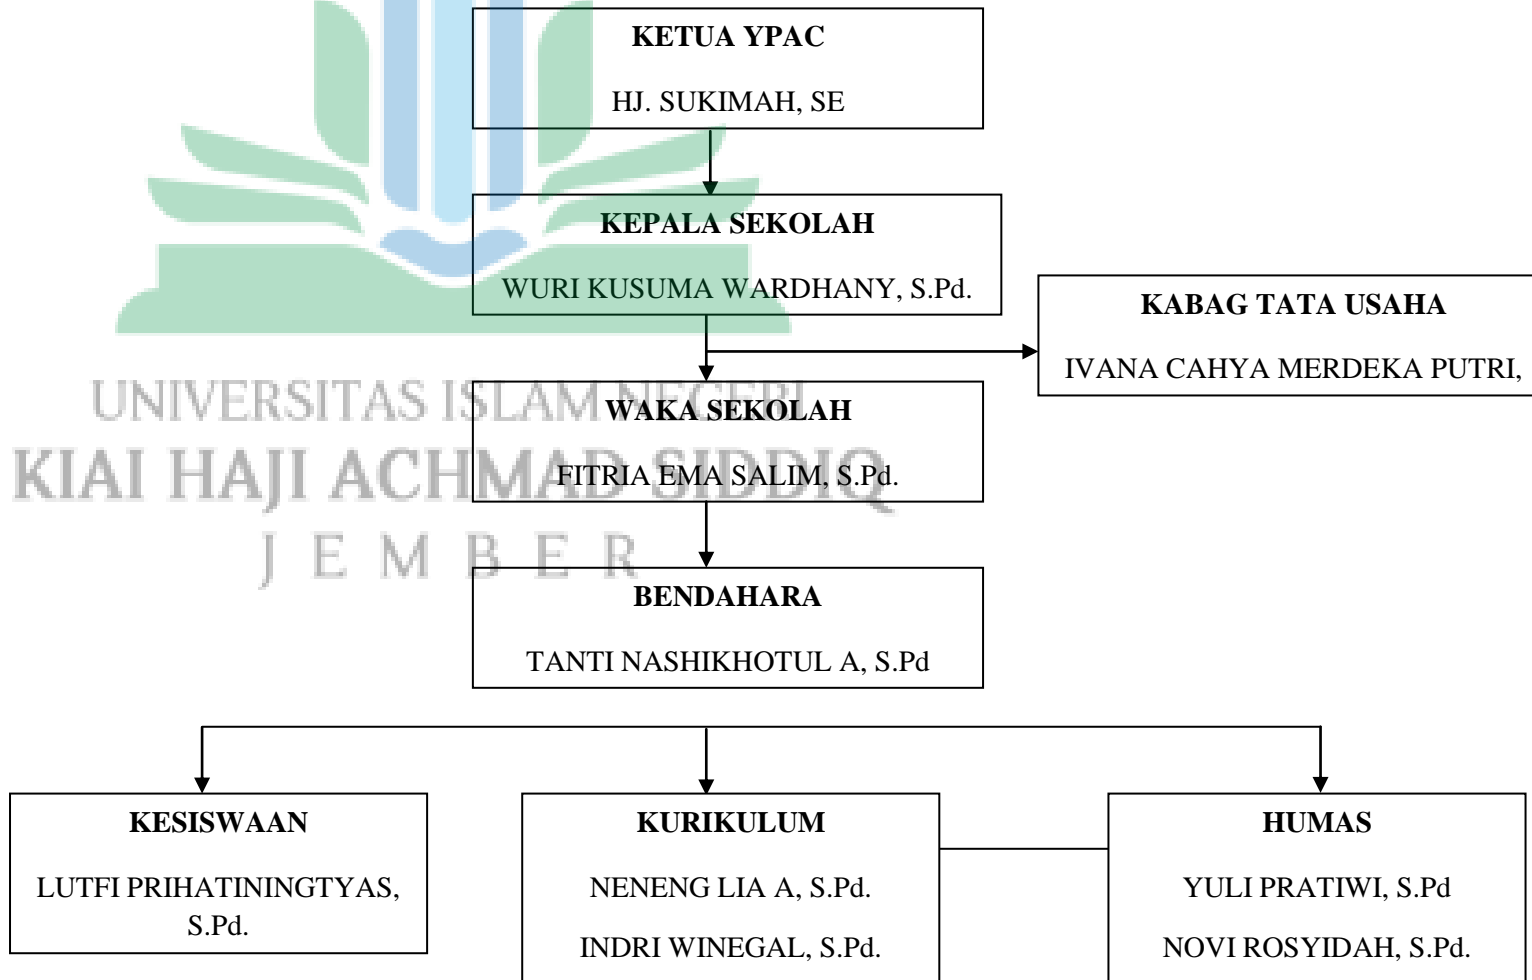 KETUA YPAC
HJ. SUKIMAH, SE
KEPALA SEKOLAH
WURI KUSUMA WARDHANY, S.Pd.
KABAG TATA USAHA
IVANA CAHYA MERDEKA PUTRI,
UNIVERSITAS ISLAM NEGERI
KIAI HAJI ACHMAD SIDDIQ
JEMBER
WAKA SEKOLAH
FITRIA EMA SALIM, S.Pd.
BENDAHARA
TANTI NASHIKHOTUL A, S.Pd
KESISWAAN
LUTFI PRIHATININGTYAS,
S.Pd.
KURIKULUM
NENENG LIA A, S.Pd.
INDRI WINEGAL, S.Pd.
HUMAS
YULI PRATIWI, S.Pd
NOVI ROSYIDAH, S.Pd.